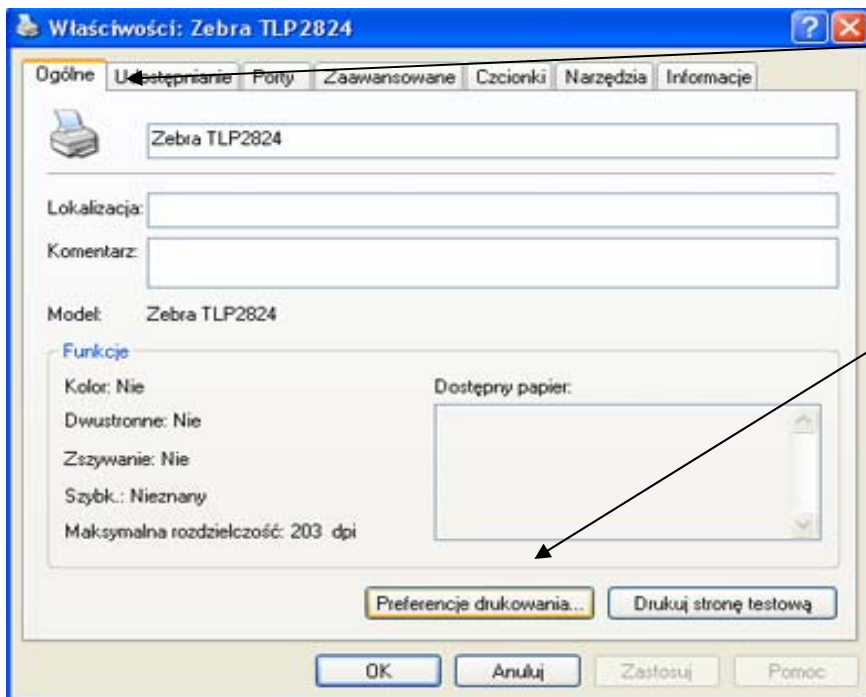 Właściwości: Zebra TLP2824
Ogólne Udostępnianie Porty Zaawansowane Czcionki Narzędzia Informacje
Zebra TLP2824
Lokalizacja:
Komentarz:
Model: Zebra TLP2824
Funkcje
Kolor: Nie
Dostępny papier:
Dwustronne: Nie
Zszywanie: Nie
Szybk.: Nieznany
Maksymalna rozdzielczość: 203 dpi
Preferencje drukowania... Drukuj stronę testową
OK Anuluj Zastosuj Pomoc